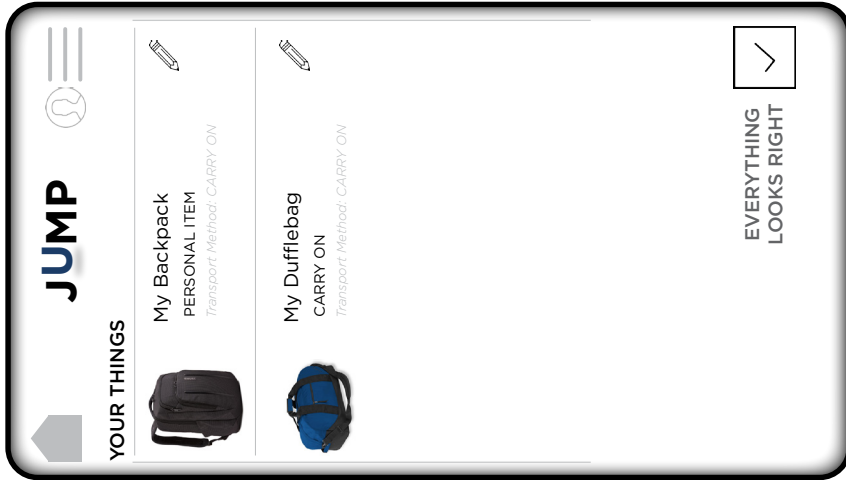 JUMP
YOUR THINGS
My Backpack
PERSONAL ITEM
Transport Method: CARRY ON
My Dufflebag
CARRY ON
Transport Method: CARRY ON
EVERYTHING
LOOKS RIGHT